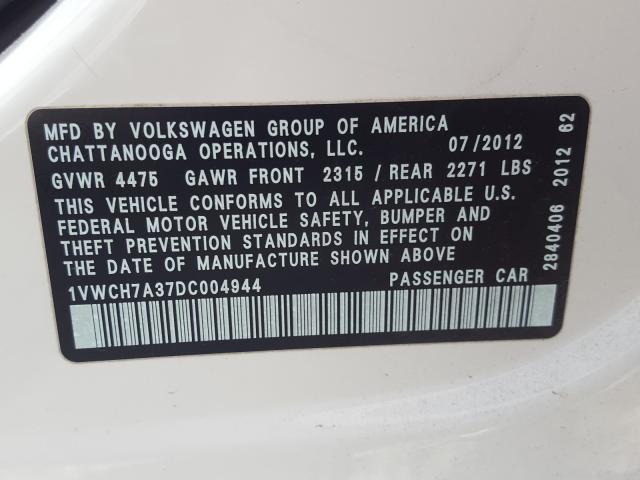 MFD BY VOLKSWAGEN GROUP OF AMERICA
CHATTANOOGA OPERATIONS, LLC. 07/2012
GVWR 4475 GAWR FRONT 2315 / REAR 2271 LBS
THIS VEHICLE CONFORMS TO ALL APPLICABLE U.S.
FEDERAL MOTOR VEHICLE SAFETY, BUMPER AND
THEFT PREVENTION STANDARDS IN EFFECT ON
THE DATE OF MANUFACTURE SHOWN ABOVE
1VWCH7A37DC004944 PASSENGER CAR
2840406 2012 62